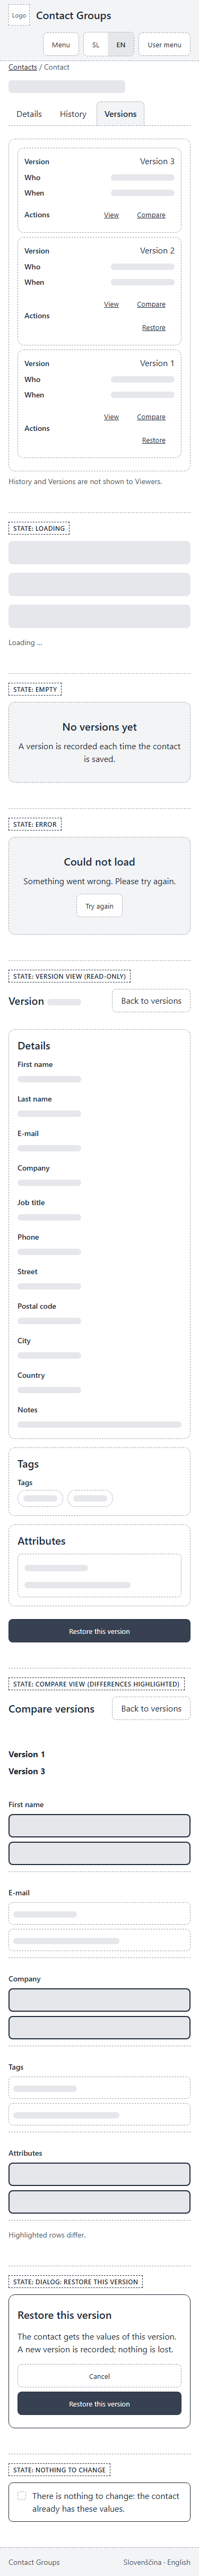 Logo Contact Groups
Menu SL EN User menu
Contacts / Contact
Details History Versions
Version Version 3
Who
When
Actions View Compare
Version Version 2
Who
When
View Compare
Actions
Restore
Version Version 1
Who
When
View Compare
Actions
Restore
History and Versions are not shown to Viewers.
STATE: LOADING
Loading ...
STATE: EMPTY
No versions yet
A version is recorded each time the contact
is saved.
STATE: ERROR
Could not load
Something went wrong. Please try again.
Try again
STATE: VERSION VIEW (READ-ONLY)
Version Back to versions
Details
First name
Last name
E-mail
Company
Job title
Phone
Street
Postal code
City
Country
Notes
Tags
Tags
Attributes
Restore this version
STATE: COMPARE VIEW (DIFFERENCES HIGHLIGHTED)
Compare versions Back to versions
Version 1
Version 3
First name
E-mail
Company
Tags
Attributes
Highlighted rows differ.
STATE: DIALOG: RESTORE THIS VERSION
Restore this version
The contact gets the values of this version.
A new version is recorded; nothing is lost.
Cancel
Restore this version
STATE: NOTHING TO CHANGE
There is nothing to change: the contact
already has these values.
Contact Groups Slovenščina · English